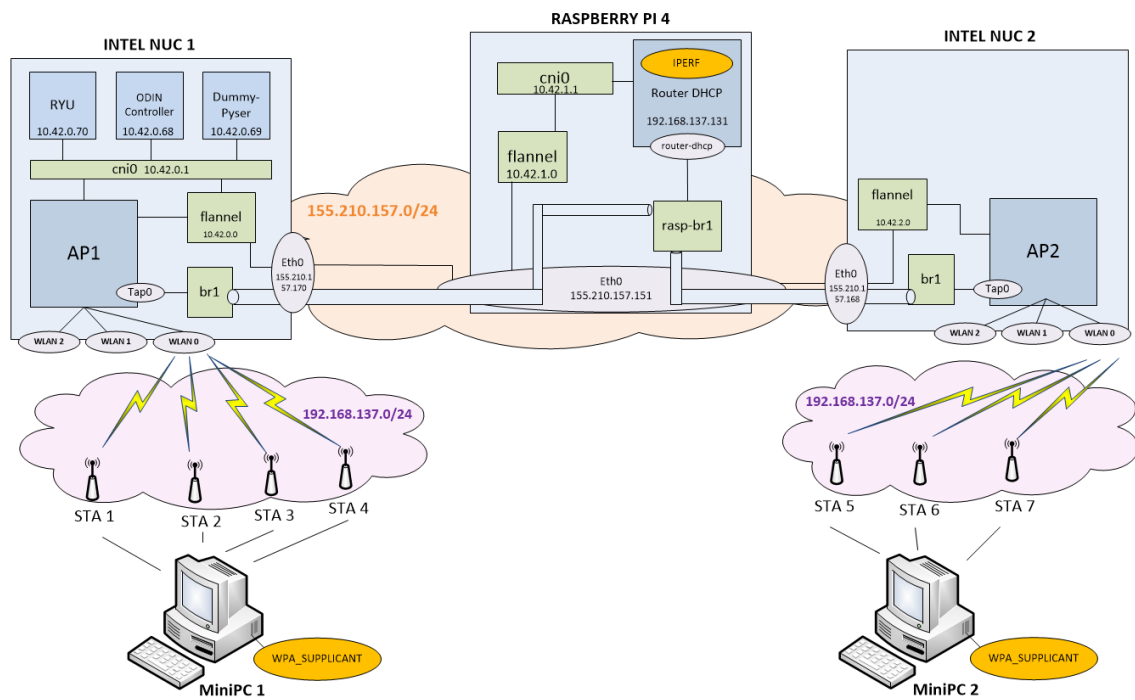 RASPBERRY PI 4
INTEL NUC 1
INTEL NUC 2
RYU
10.42.0.70
ODIN
Controller
10.42.0.68
Dummy-
Pyser
10.42.0.69
cni0 10.42.0.1
AP1
flannel
10.42.0.0
Tap0
br1
Eth0
155.210.1
57.170
WLAN 2
WLAN 1
WLAN 0
155.210.157.0/24
cni0
10.42.1.1
IPERF
Router DHCP
192.168.137.131
router-dhcp
flannel
10.42.1.0
rasp-br1
Eth0
155.210.157.151
flannel
10.42.2.0
AP2
Eth0
155.210.1
57.168
br1
Tap0
WLAN 2
WLAN 1
WLAN 0
192.168.137.0/24
STA 1
STA 2
STA 3
STA 4
192.168.137.0/24
STA 5
STA 6
STA 7
WPA_SUPPLICANT
MiniPC 1
WPA_SUPPLICANT
MiniPC 2